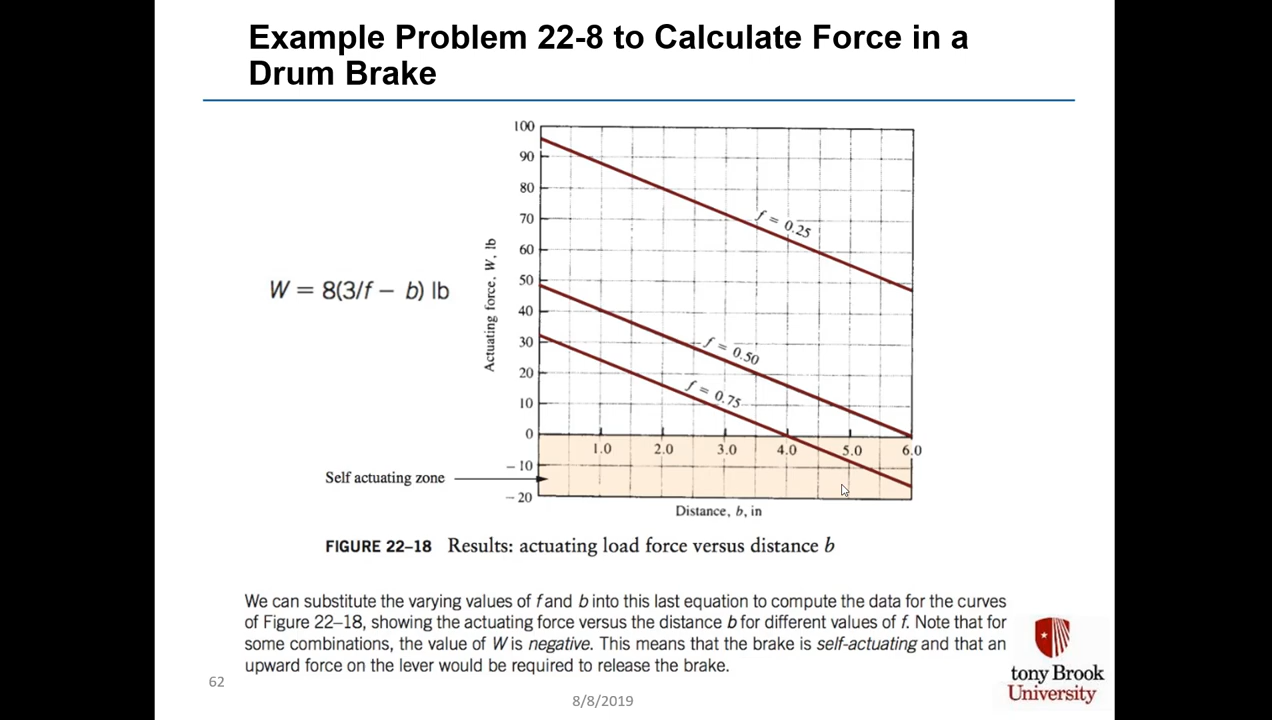 Example Problem 22-8 to Calculate Force in a
Drum Brake
W = 8(3/f − b) lb
Actuating force, W, lb
100
90
80
70
60
50
40
30
20
10
0
− 10
− 20
f = 0.25
f = 0.50
f = 0.75
1.0 2.0 3.0 4.0 5.0 6.0
Self actuating zone
Distance, b, in
FIGURE 22–18 Results: actuating load force versus distance b
We can substitute the varying values of f and b into this last equation to compute the data for the curves
of Figure 22–18, showing the actuating force versus the distance b for different values of f. Note that for
some combinations, the value of W is negative. This means that the brake is self-actuating and that an
upward force on the lever would be required to release the brake.
62
8/8/2019
tony Brook
University